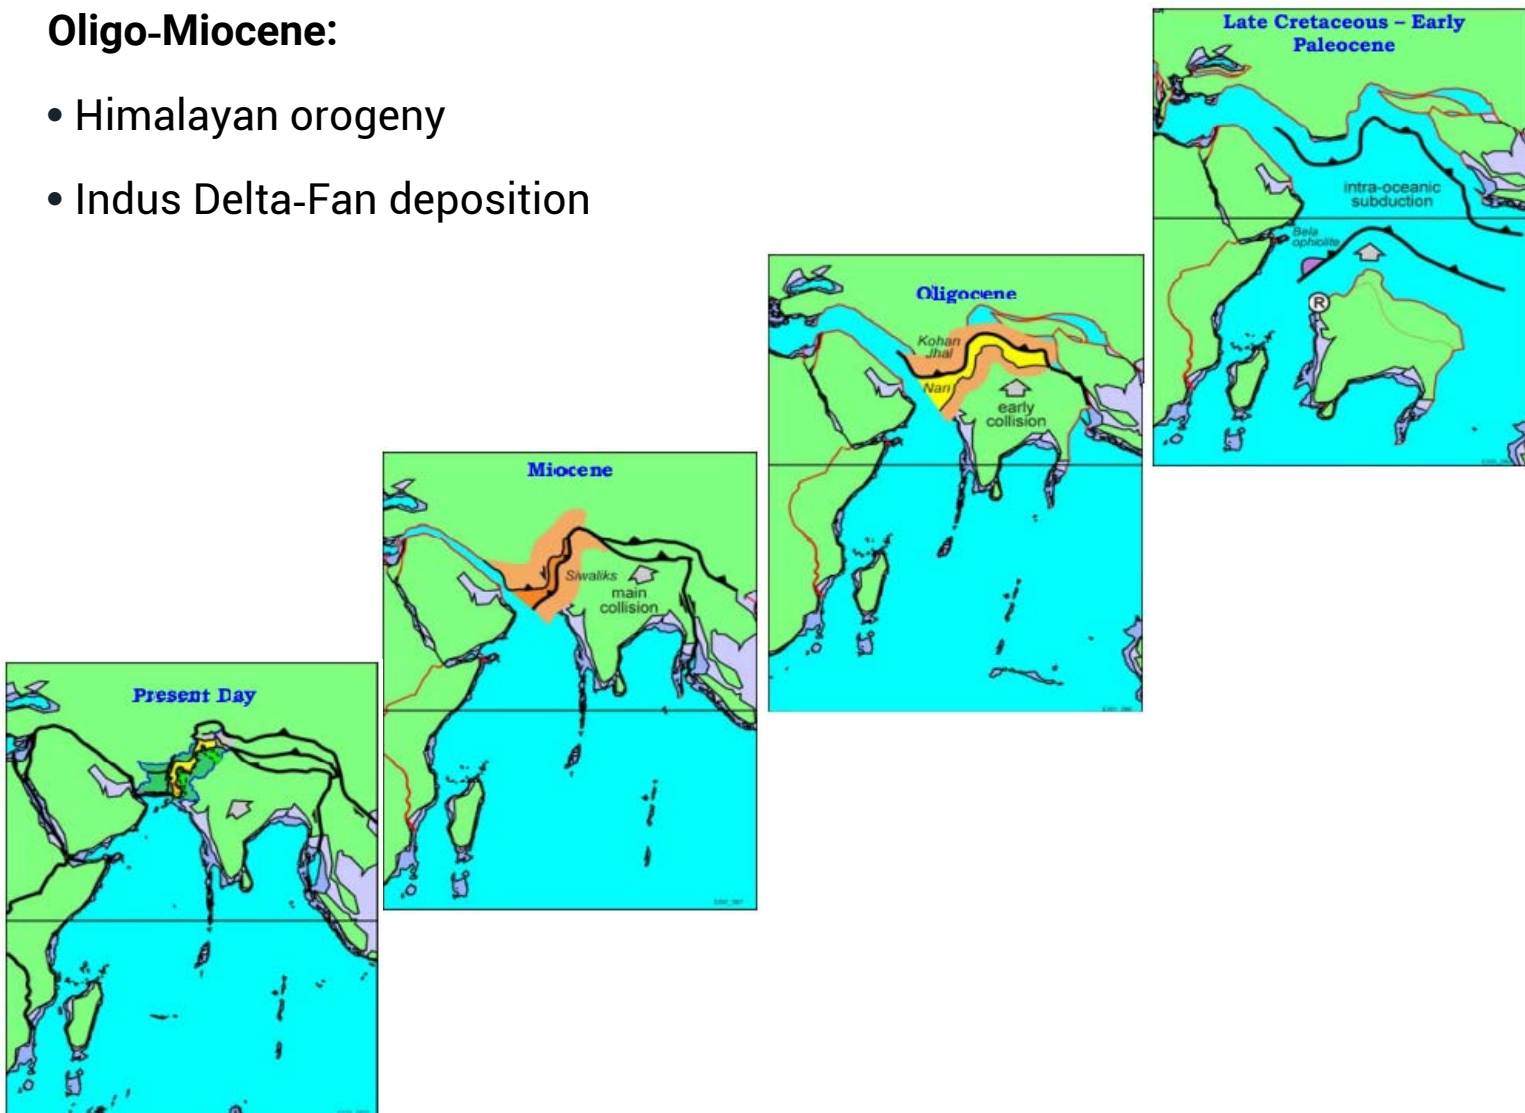 Oligo-Miocene:
• Himalayan orogeny
• Indus Delta-Fan deposition
Late Cretaceous – Early
Paleocene
intra-oceanic
subduction
Bela
ophiolite
R
Oligocene
Kohan
Jhal
Nari
early
collision
Miocene
Siwaliks
main
collision
Present Day